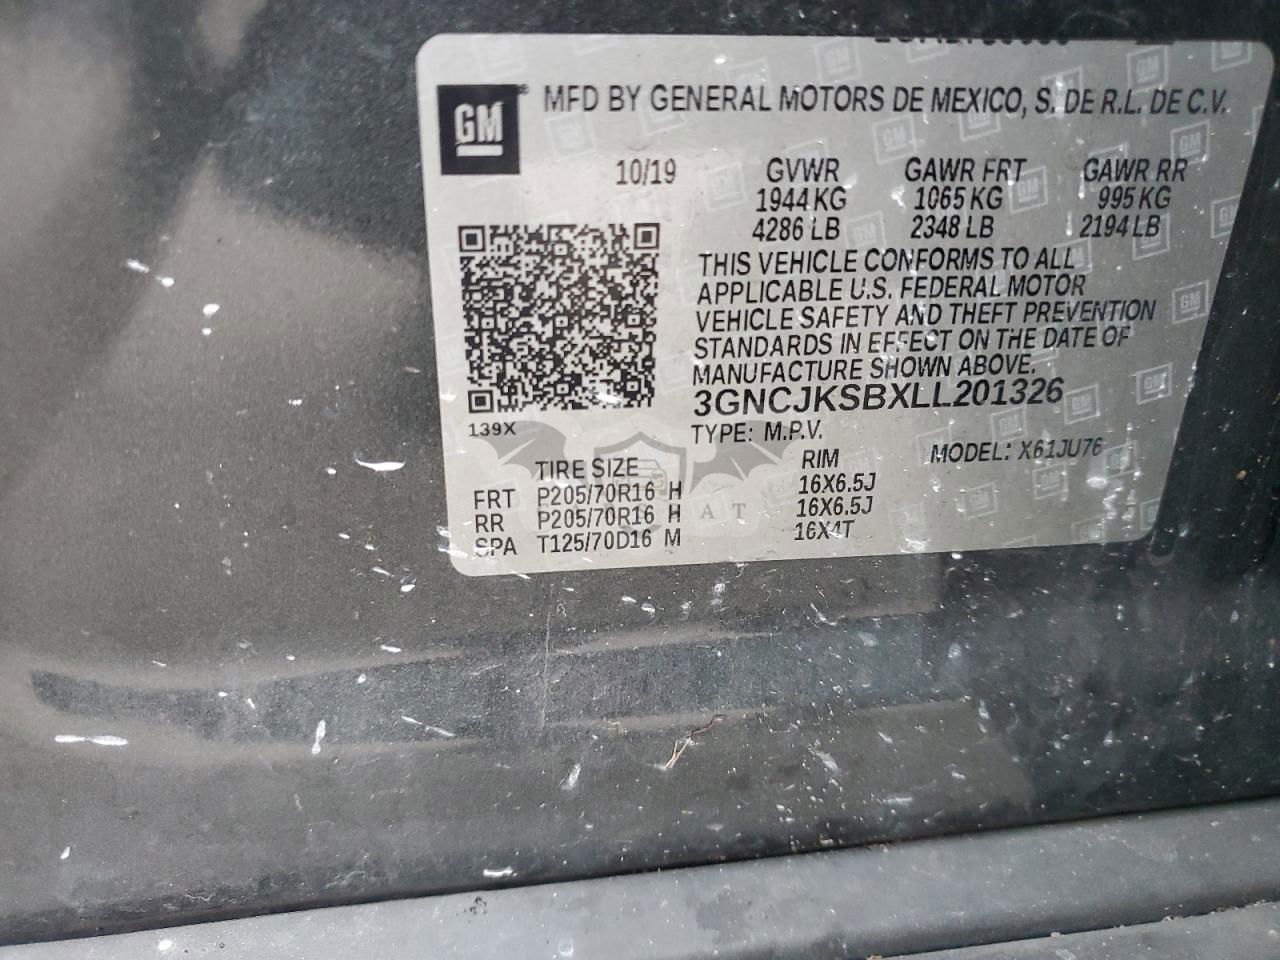 GM
MFD BY GENERAL MOTORS DE MEXICO, S. DE R.L. DE C.V.
10/19 GVWR GAWR FRT GAWR RR
1944 KG 1065 KG 995 KG
4286 LB 2348 LB 2194 LB
THIS VEHICLE CONFORMS TO ALL
APPLICABLE U.S. FEDERAL MOTOR
VEHICLE SAFETY AND THEFT PREVENTION
STANDARDS IN EFFECT ON THE DATE OF
MANUFACTURE SHOWN ABOVE.
3GNCJKSBXLL201326
139X TYPE: M.P.V. MODEL: X61JU76
TIRE SIZE RIM
FRT P205/70R16 H 16X6.5J
RR P205/70R16 H 16X6.5J
SPA T125/70D16 M 16X4T